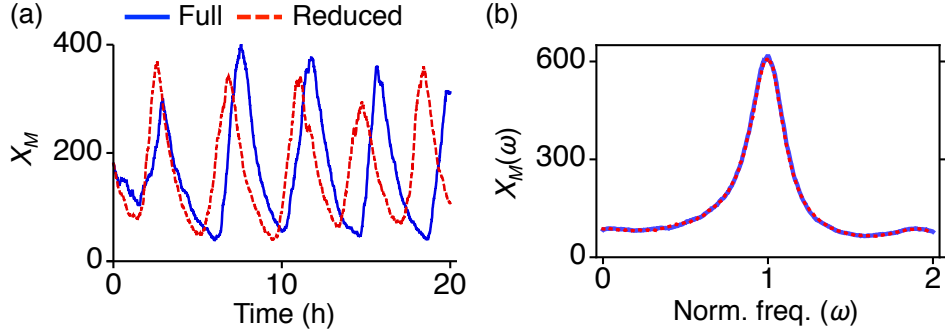 (a) Full Reduced
400
200
0
X_M
0 10 20
Time (h)
(b)
600
300
0
X_M(ω)
0 1 2
Norm. freq. (ω)